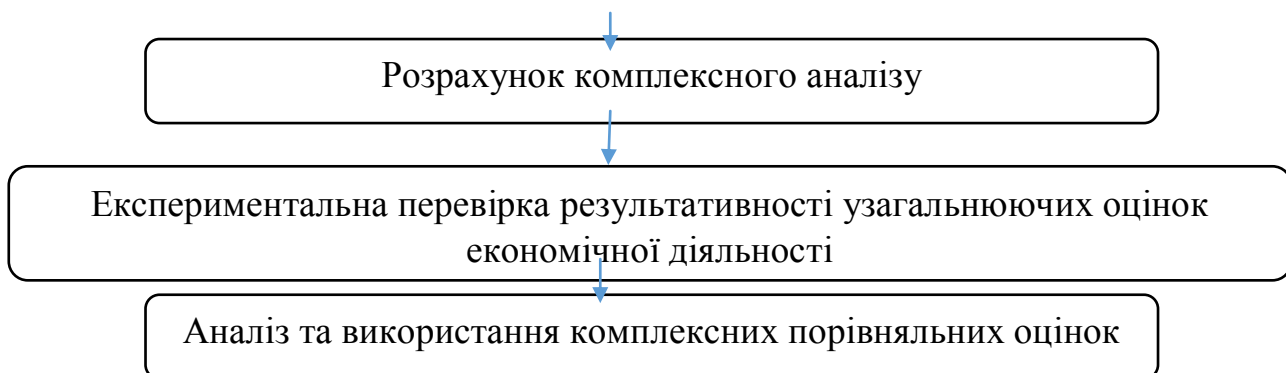 Розрахунок комплексного аналізу
Експериментальна перевірка результативності узагальнюючих оцінок
економічної діяльності
Аналіз та використання комплексних порівняльних оцінок